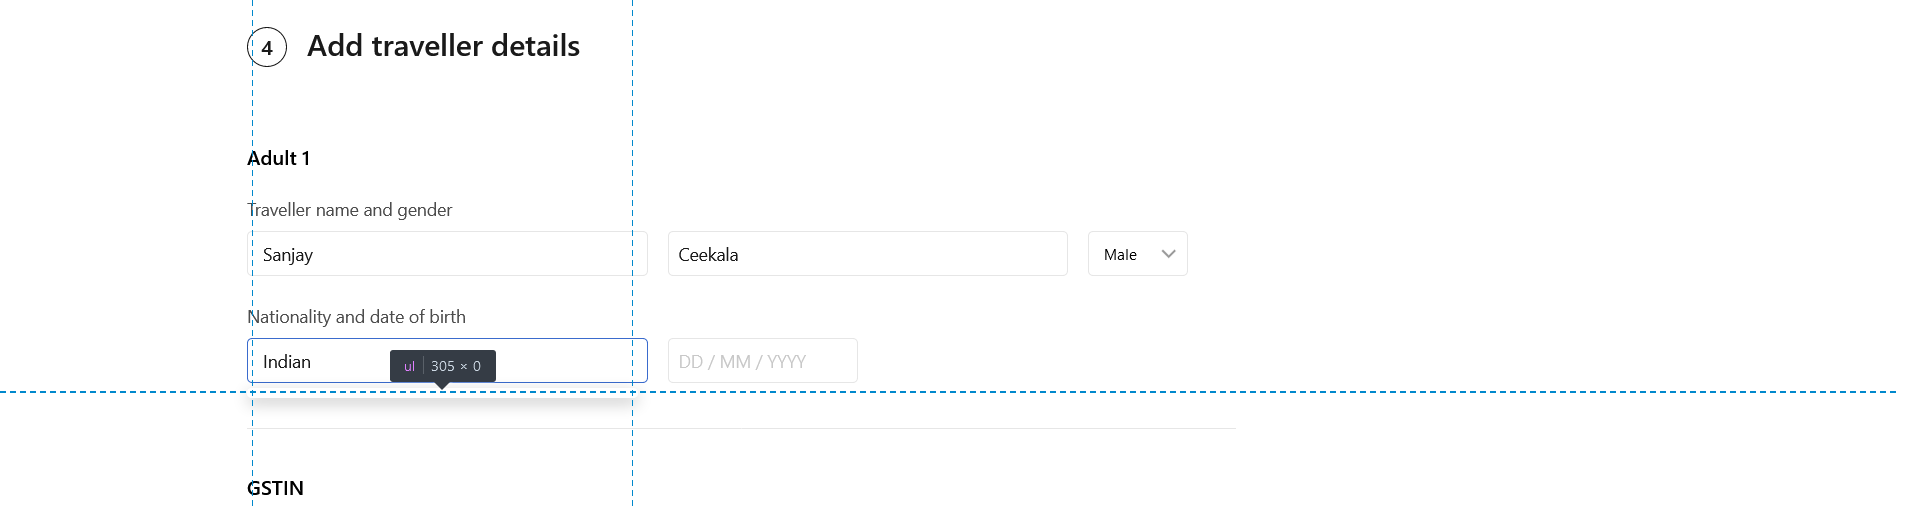 4 Add traveller details
Adult 1
Traveller name and gender
Sanjay Ceekala Male
Nationality and date of birth
Indian ul 305 × 0 DD / MM / YYYY
GSTIN